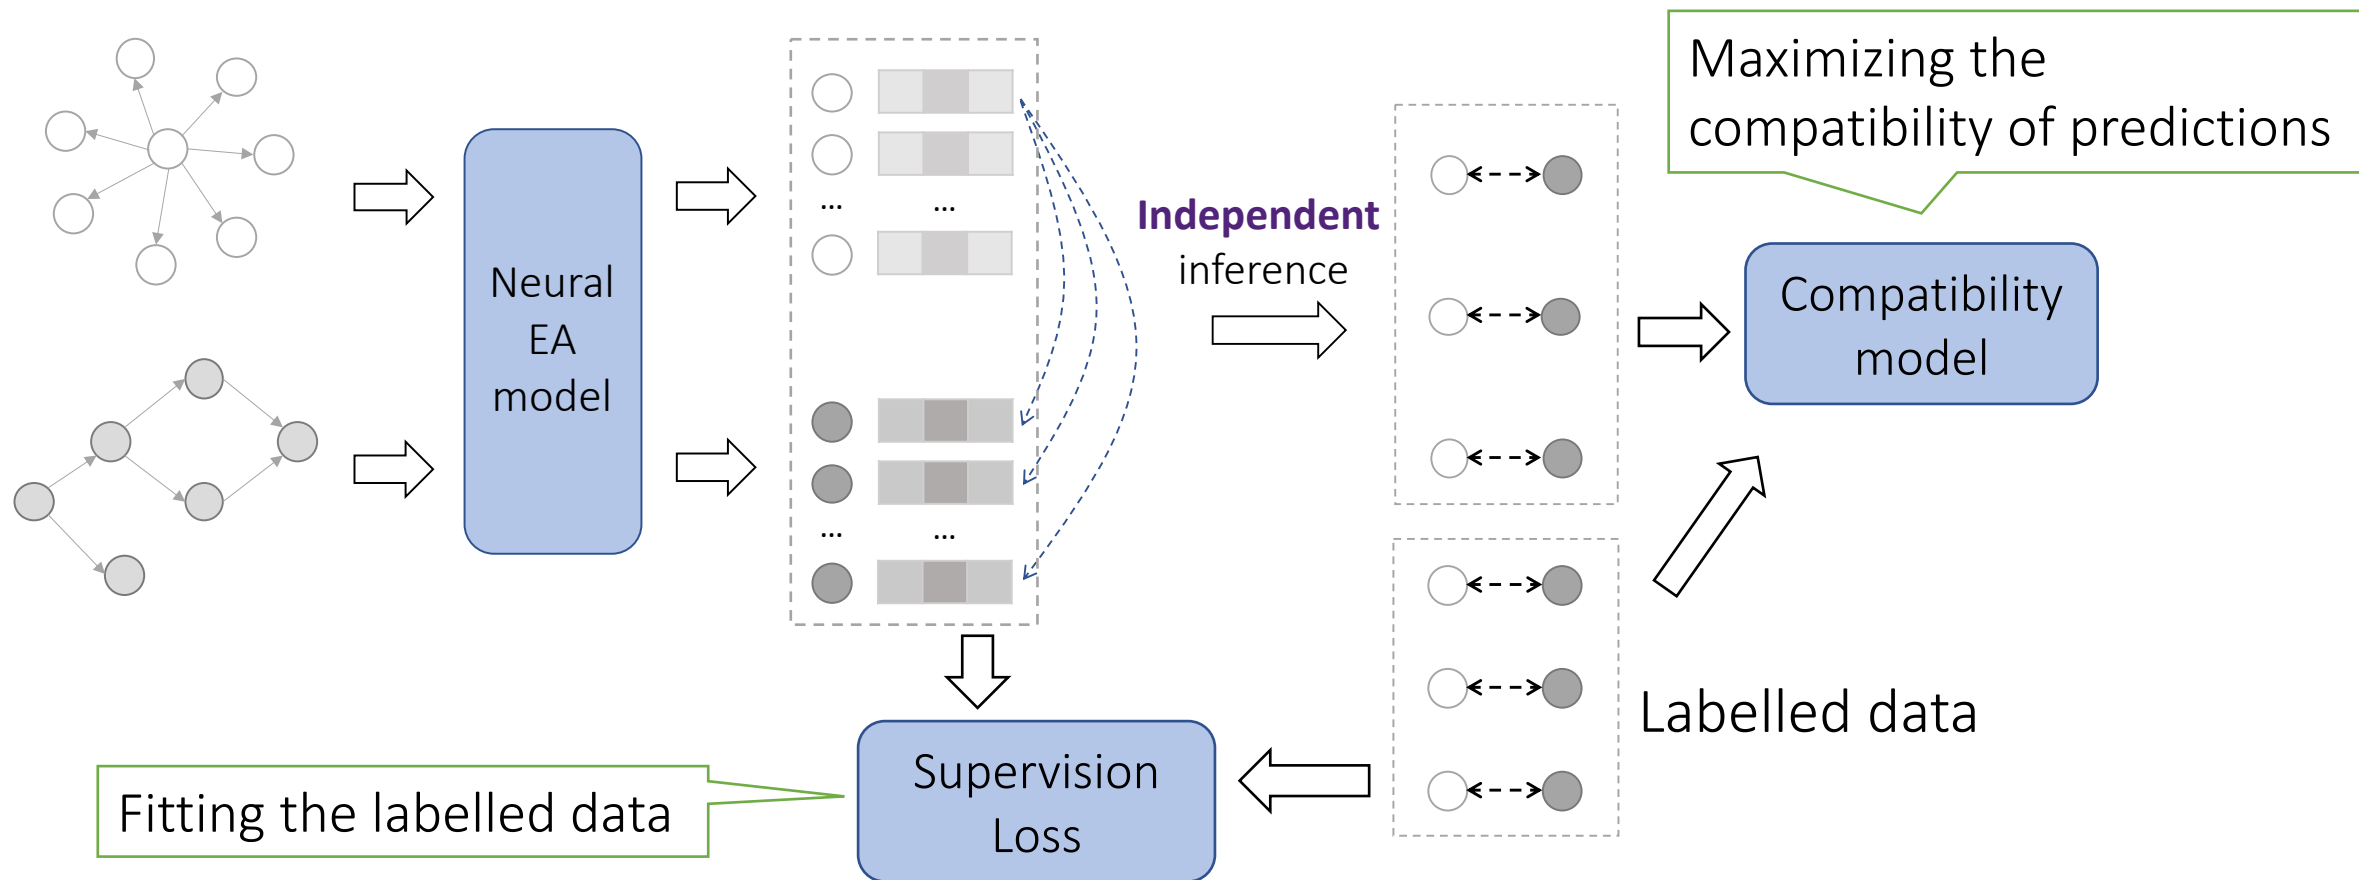 Maximizing the
compatibility of predictions
Neural
EA
model
...
...
Independent
inference
Compatibility
model
...
...
Labelled data
Supervision
Loss
Fitting the labelled data